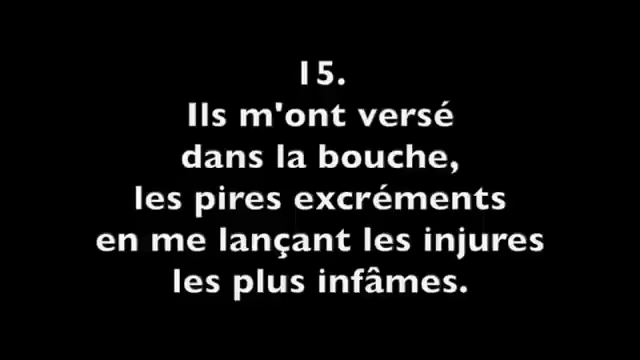 15.
Ils m'ont versé
dans la bouche,
les pires excréments
en me lançant les injures
les plus infâmes.